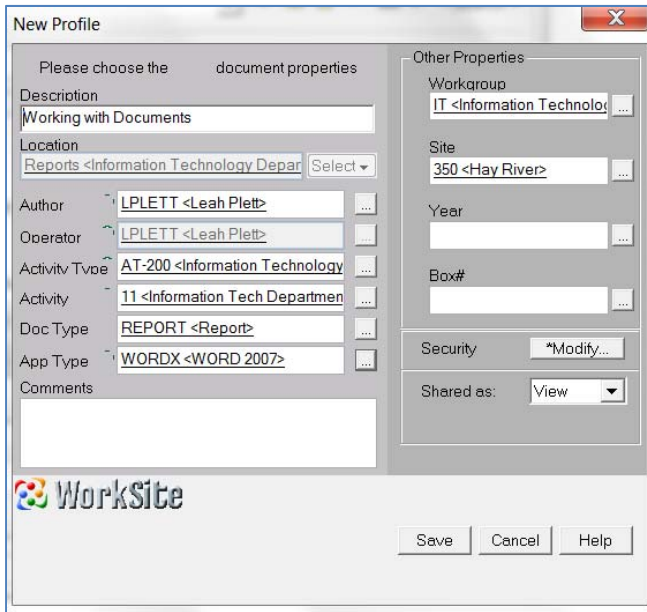 New Profile
Please choose the document properties
Description
Working with Documents
Location
Reports <Information Technology Depar
Select
Author
LPLETT <Leah Plett>
...
Operator
LPLETT <Leah Plett>
...
Activity Type
AT-200 <Information Technology
...
Activity
11 <Information Tech Departmen
...
Doc Type
REPORT <Report>
...
App Type
WORDX <WORD 2007>
...
Comments
Other Properties
Workgroup
IT <Information Technolog
...
Site
350 <Hay River>
...
Year
...
Box#
...
Security
*Modify...
Shared as:
View
WorkSite
Save
Cancel
Help